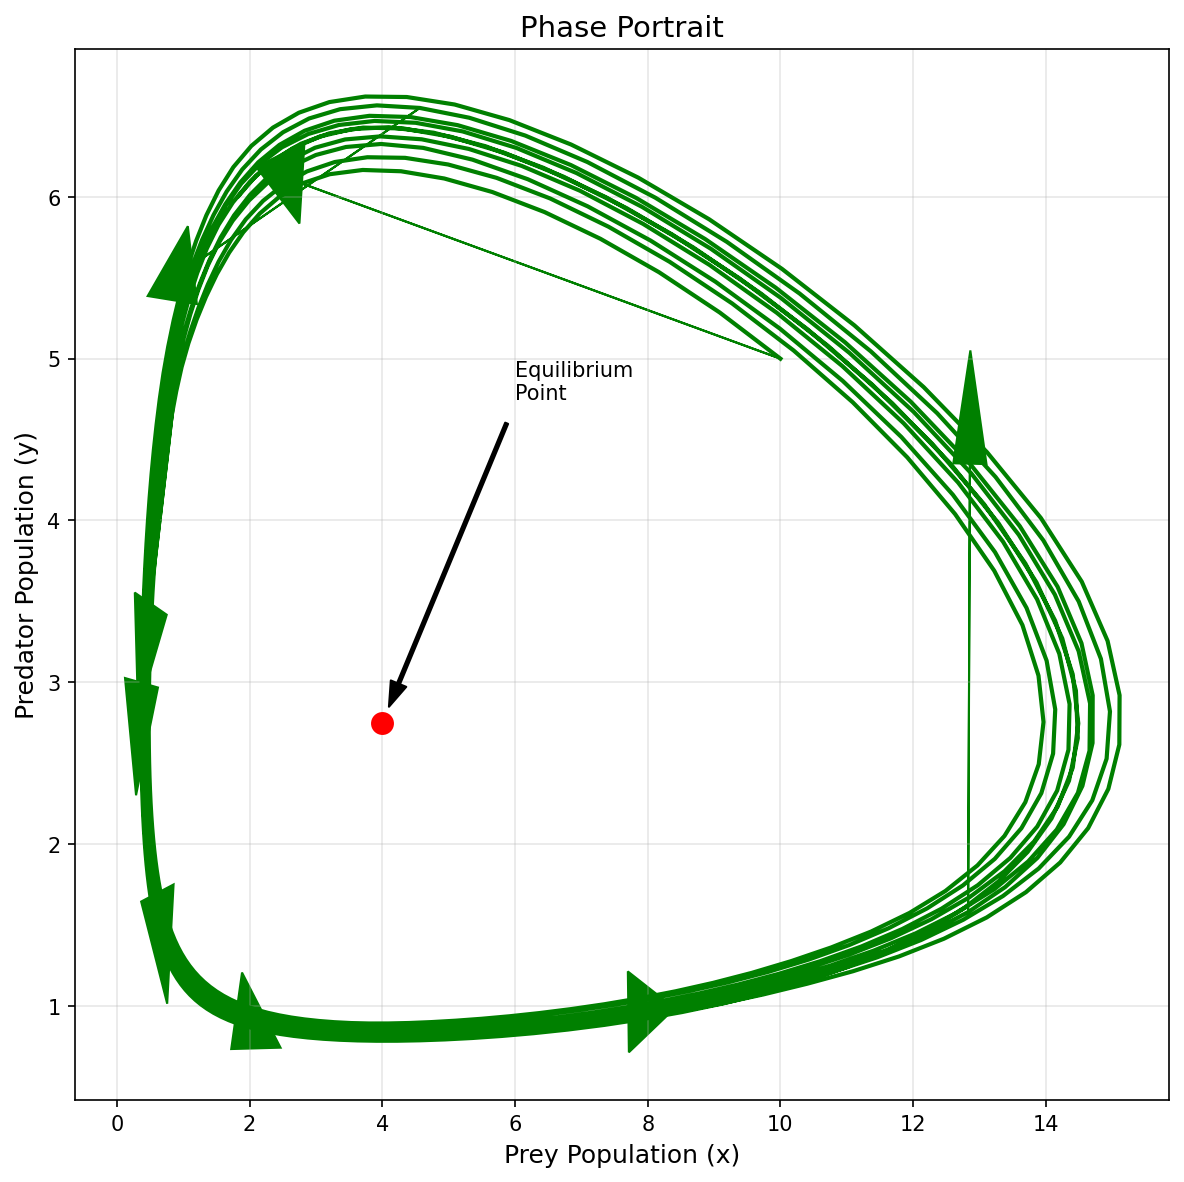 Phase Portrait
6
5
4
3
2
1
Predator Population (y)
Equilibrium
Point
0 2 4 6 8 10 12 14
Prey Population (x)